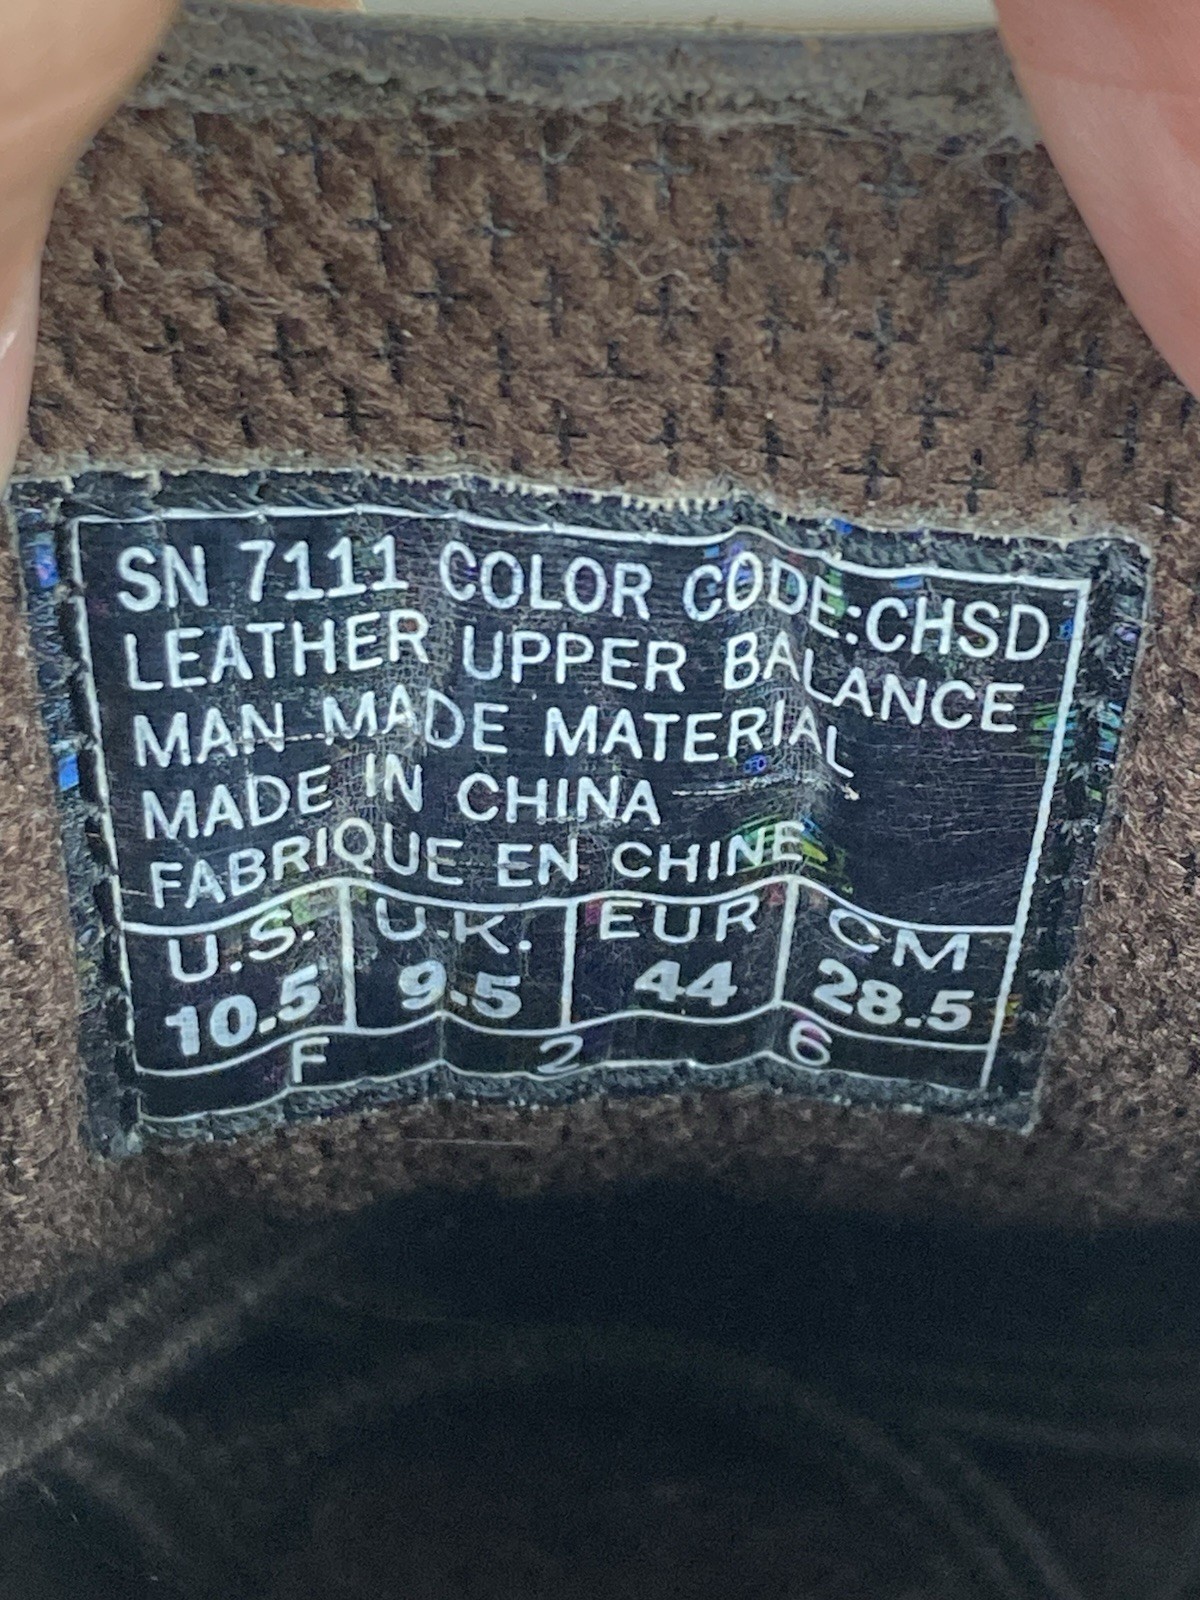 SN 7111 COLOR CODE:CHSD
LEATHER UPPER BALANCE
MAN MADE MATERIAL
MADE IN CHINA
FABRIQUE EN CHINE
U.S. U.K. EUR CM
10.5 9.5 44 28.5
F 2 6